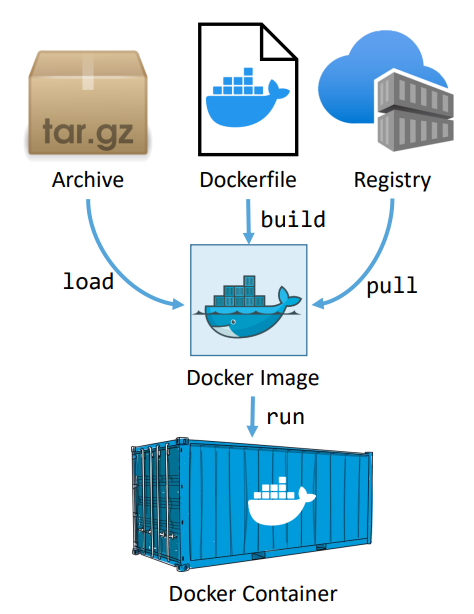 tar.gz
Archive
Dockerfile
Registry
build
load
pull
Docker Image
run
Docker Container